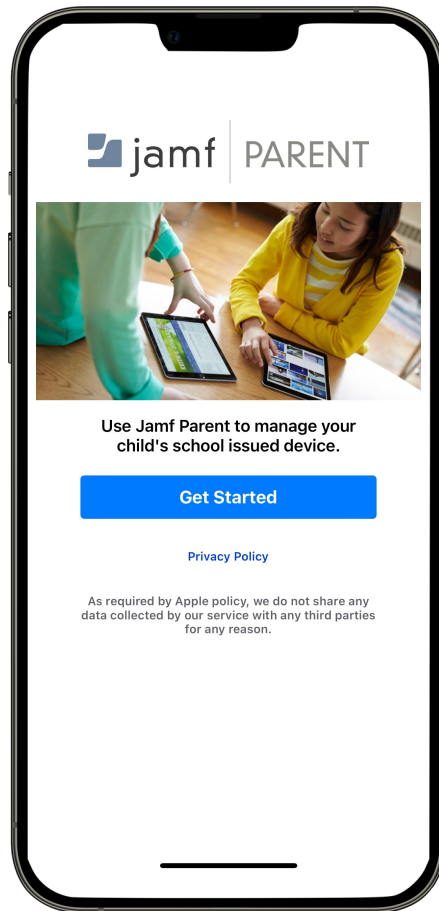 jamf PARENT
Use Jamf Parent to manage your
child's school issued device.
Get Started
Privacy Policy
As required by Apple policy, we do not share any
data collected by our service with any third parties
for any reason.